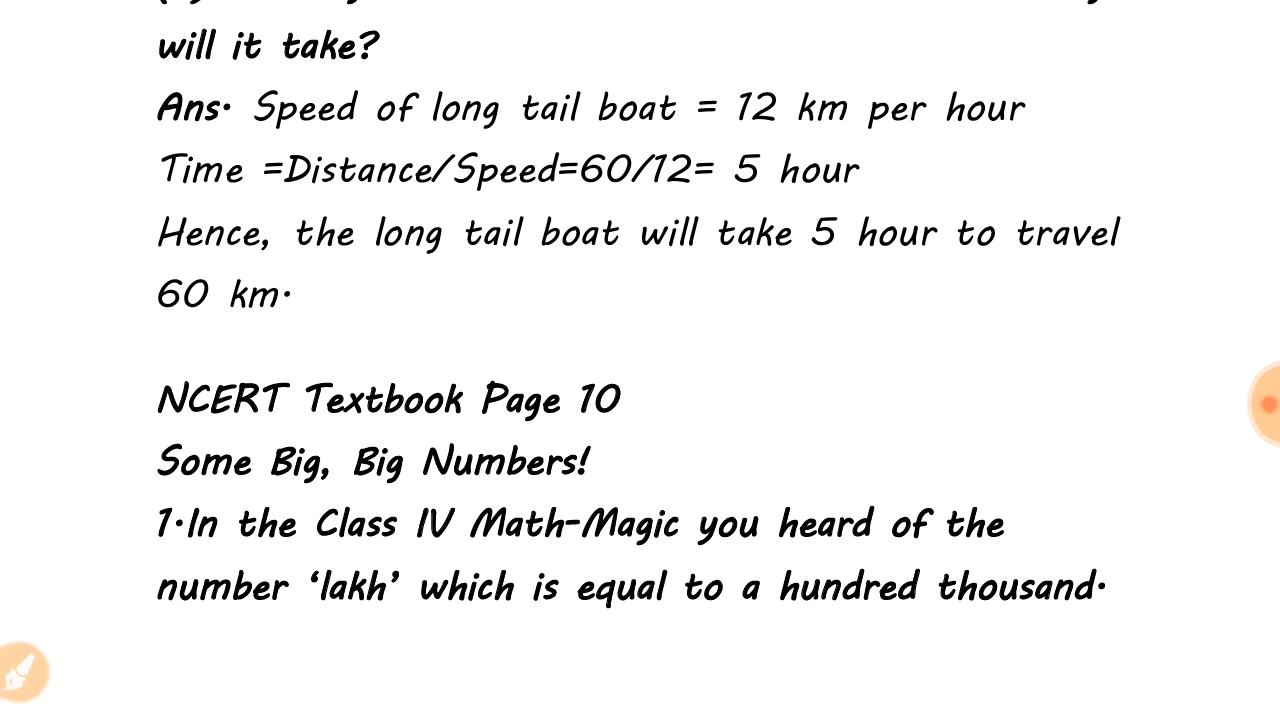 will it take?
Ans. Speed of long tail boat = 12 km per hour
Time =Distance/Speed=60/12= 5 hour
Hence, the long tail boat will take 5 hour to travel
60 km.
NCERT Textbook Page 10
Some Big, Big Numbers!
1.In the Class IV Math-Magic you heard of the
number ‘lakh’ which is equal to a hundred thousand.